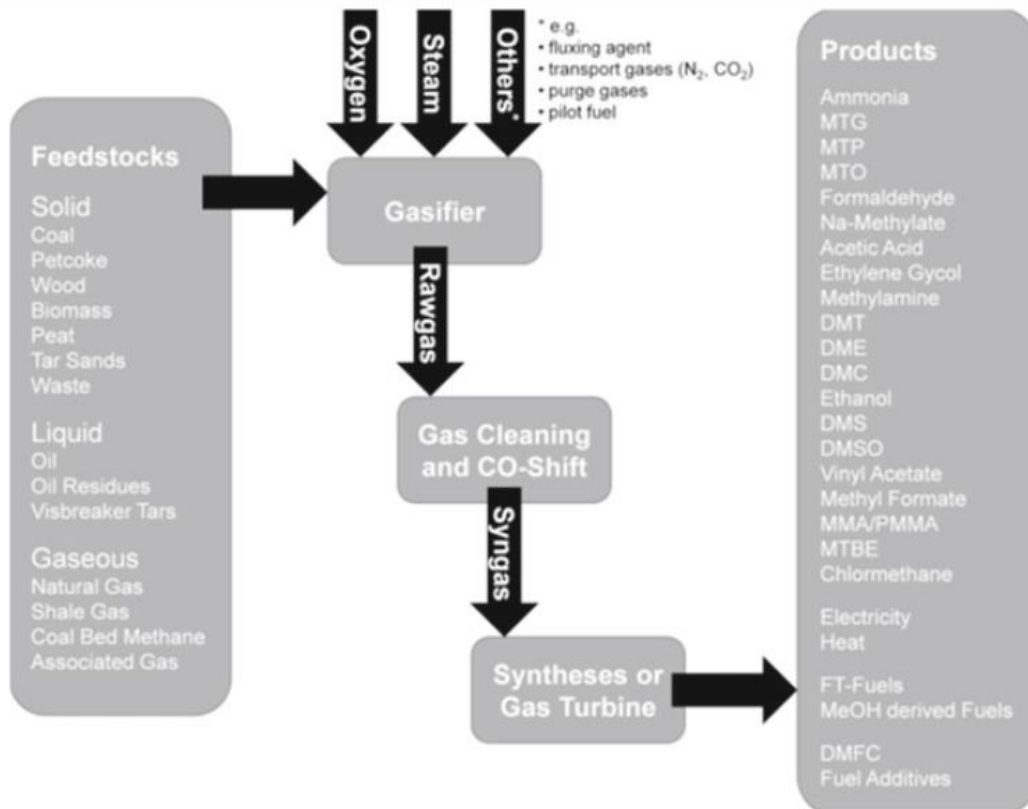 Feedstocks
Solid
Coal
Petcoke
Wood
Biomass
Peat
Tar Sands
Waste
Liquid
Oil
Oil Residues
Visbreaker Tars
Gaseous
Natural Gas
Shale Gas
Coal Bed Methane
Associated Gas
Oxygen
Steam
Others*
* e.g.
• fluxing agent
• transport gases (N₂, CO₂)
• purge gases
• pilot fuel
Gasifier
Rawgas
Gas Cleaning
and CO-Shift
Syngas
Syntheses or
Gas Turbine
Products
Ammonia
MTG
MTP
MTO
Formaldehyde
Na-Methylate
Acetic Acid
Ethylene Gycol
Methylamine
DMT
DME
DMC
Ethanol
DMS
DMSO
Vinyl Acetate
Methyl Formate
MMA/PMMA
MTBE
Chlormethane
Electricity
Heat
FT-Fuels
MeOH derived Fuels
DMFC
Fuel Additives